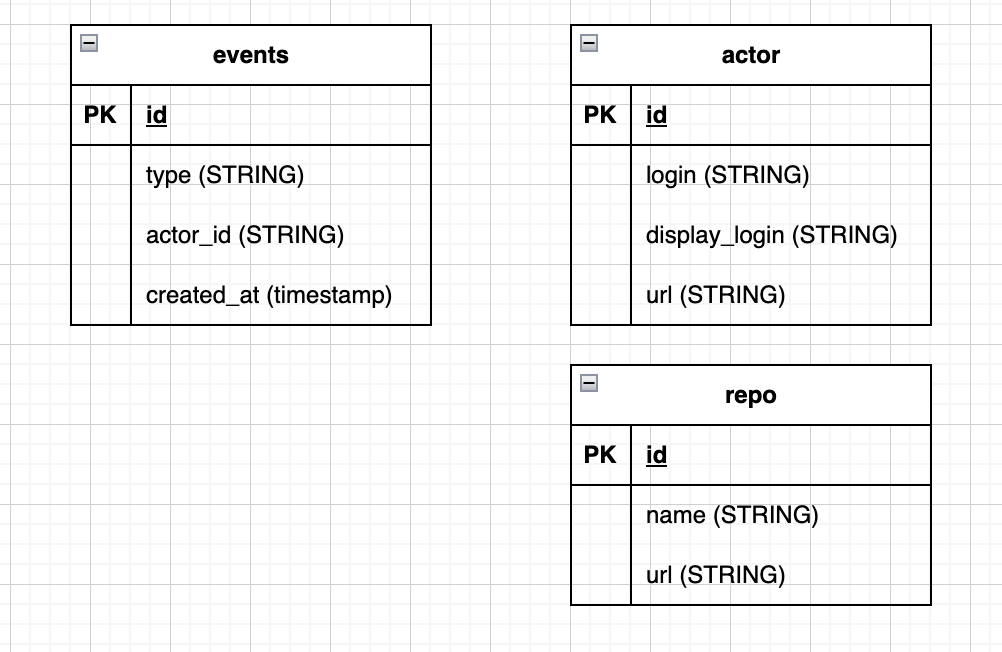 events
PK id
type (STRING)
actor_id (STRING)
created_at (timestamp)
actor
PK id
login (STRING)
display_login (STRING)
url (STRING)
repo
PK id
name (STRING)
url (STRING)